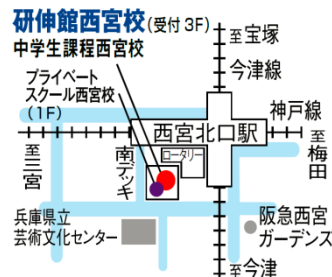 研伸館西宮校(受付 3F)
中学生課程西宮校
プライベート
スクール西宮校
(1F)
至宝塚
今津線
神戸線
西宮北口駅
ロータリー
至三宮
南デッキ
至梅田
兵庫県立
芸術文化センター
阪急西宮
ガーデンズ
至今津